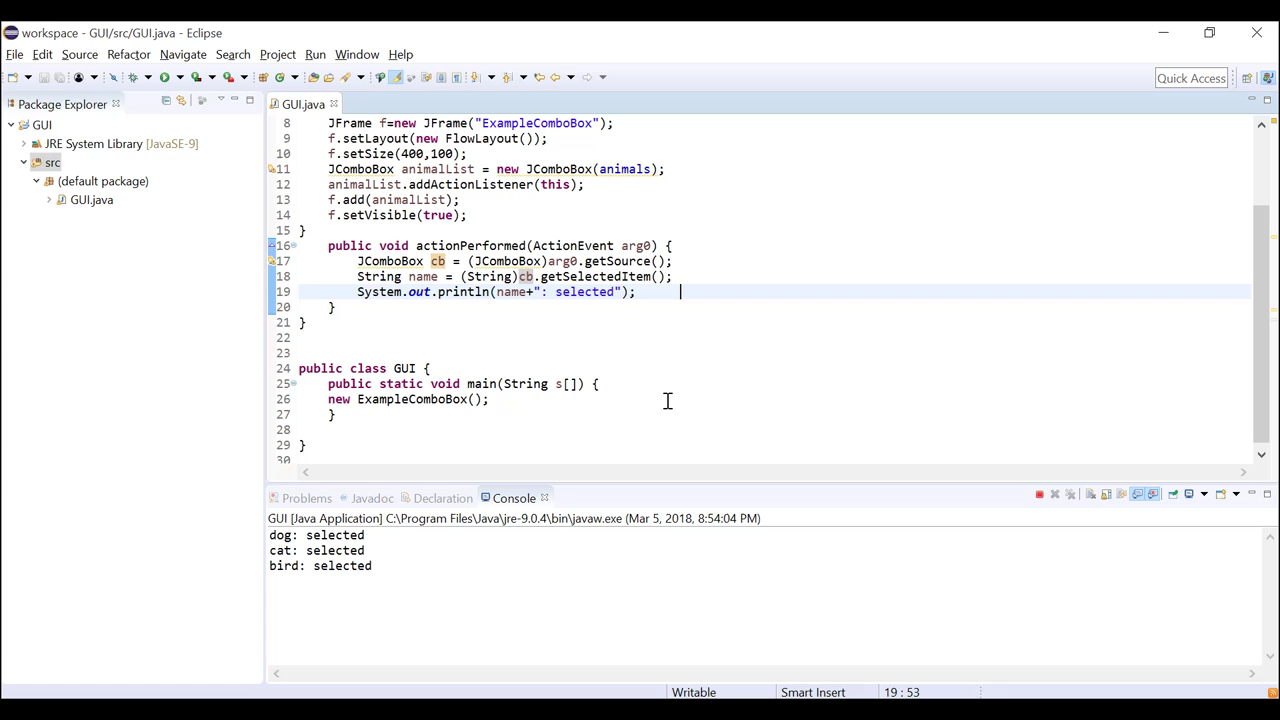 workspace - GUI/src/GUI.java - Eclipse
File Edit Source Refactor Navigate Search Project Run Window Help
Quick Access
Package Explorer
GUI
JRE System Library [JavaSE-9]
src
(default package)
GUI.java
GUI.java
8 JFrame f=new JFrame("ExampleComboBox");
9 f.setLayout(new FlowLayout());
10 f.setSize(400,100);
11 JComboBox animalList = new JComboBox(animals);
12 animalList.addActionListener(this);
13 f.add(animalList);
14 f.setVisible(true);
15 }
16 public void actionPerformed(ActionEvent arg0) {
17 JComboBox cb = (JComboBox)arg0.getSource();
18 String name = (String)cb.getSelectedItem();
19 System.out.println(name+": selected");
20 }
21 }
22
23
24 public class GUI {
25 public static void main(String s[]) {
26 new ExampleComboBox();
27 }
28
29 }
30
Problems Javadoc Declaration Console
GUI [Java Application] C:\Program Files\Java\jre-9.0.4\bin\javaw.exe (Mar 5, 2018, 8:54:04 PM)
dog: selected
cat: selected
bird: selected
Writable Smart Insert 19 : 53